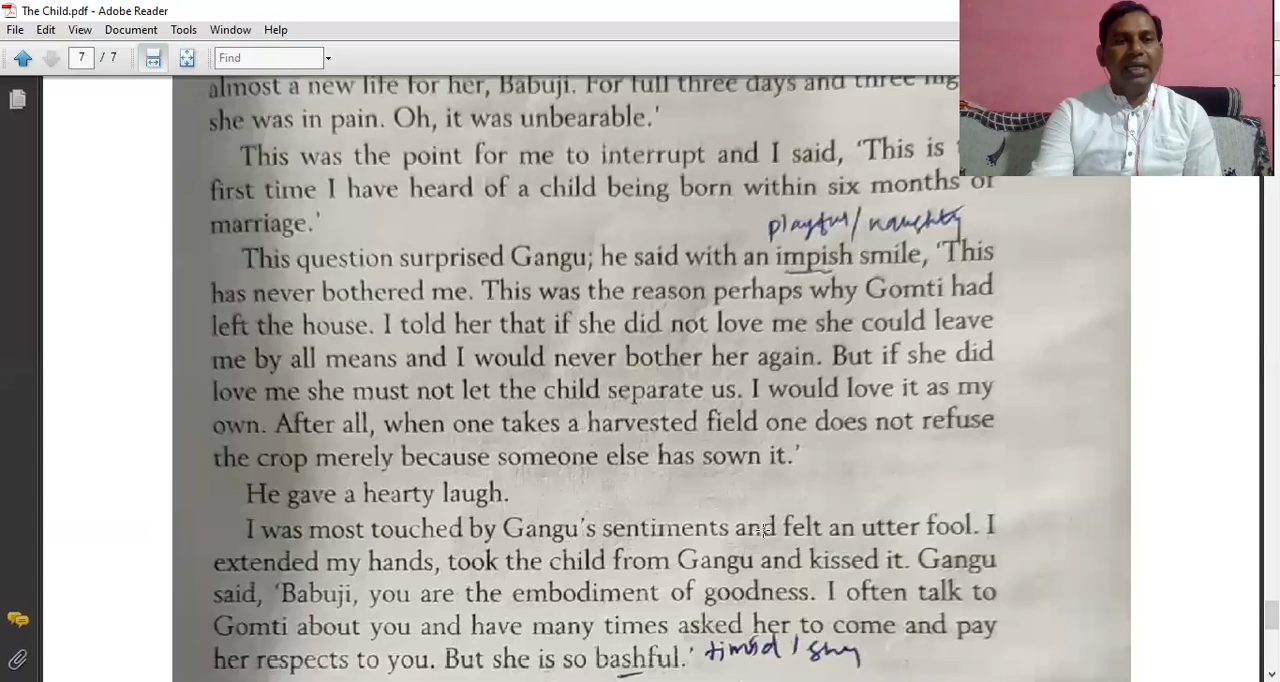 The Child.pdf - Adobe Reader
File Edit View Document Tools Window Help
7 / 7 Find
almost a new life for her, Babuji. For full three days and three
she was in pain. Oh, it was unbearable.'
This was the point for me to interrupt and I said, 'This is
first time I have heard of a child being born within six months of
marriage.'
playful/naughty
This question surprised Gangu; he said with an impish smile, 'This
has never bothered me. This was the reason perhaps why Gomti had
left the house. I told her that if she did not love me she could leave
me by all means and I would never bother her again. But if she did
love me she must not let the child separate us. I would love it as my
own. After all, when one takes a harvested field one does not refuse
the crop merely because someone else has sown it.'
He gave a hearty laugh.
I was most touched by Gangu's sentiments and felt an utter fool. I
extended my hands, took the child from Gangu and kissed it. Gangu
said, 'Babuji, you are the embodiment of goodness. I often talk to
Gomti about you and have many times asked her to come and pay
her respects to you. But she is so bashful.' timid / shy